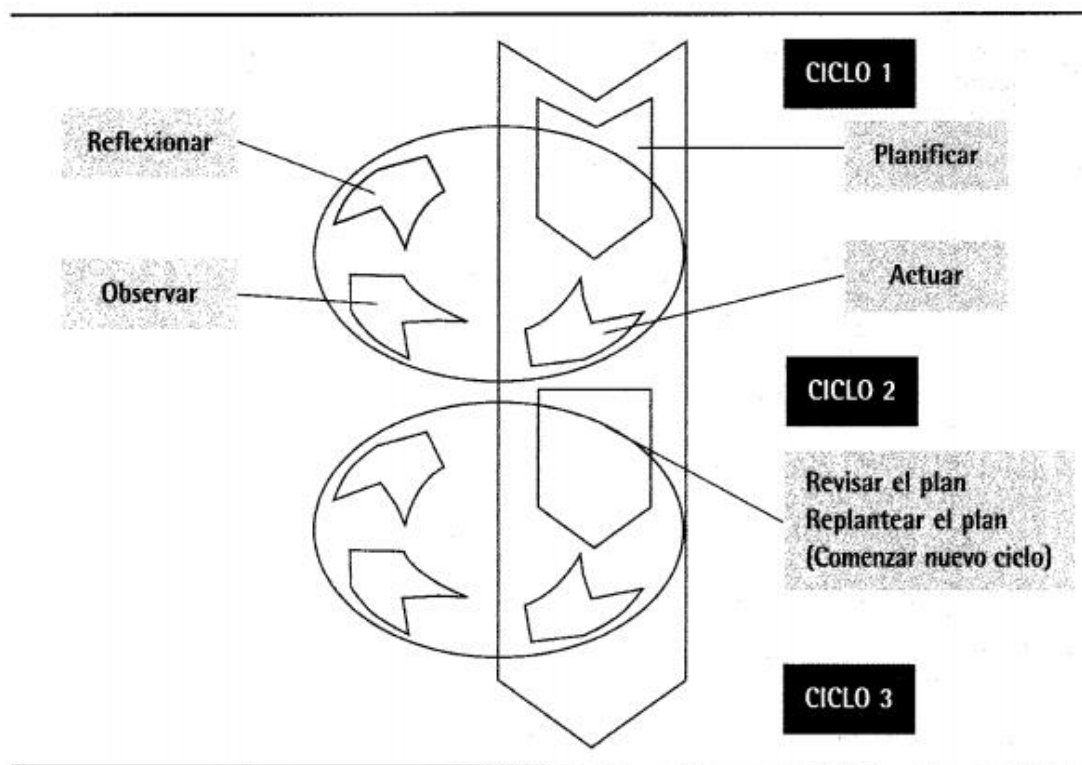 CICLO 1
Reflexionar
Planificar
Observar
Actuar
CICLO 2
Revisar el plan
Replantear el plan
(Comenzar nuevo ciclo)
CICLO 3